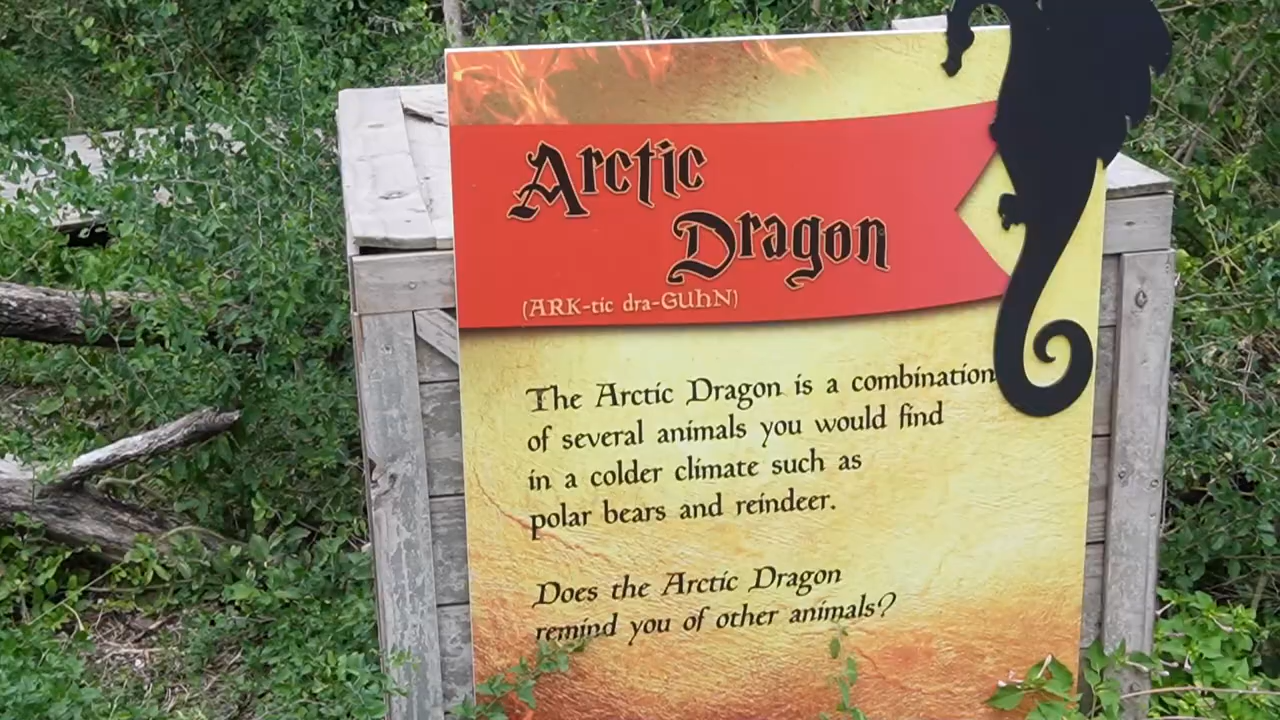 Arctic
Dragon
(ARK-tic dra-GUhN)
The Arctic Dragon is a combination
of several animals you would find
in a colder climate such as
polar bears and reindeer.
Does the Arctic Dragon
remind you of other animals?